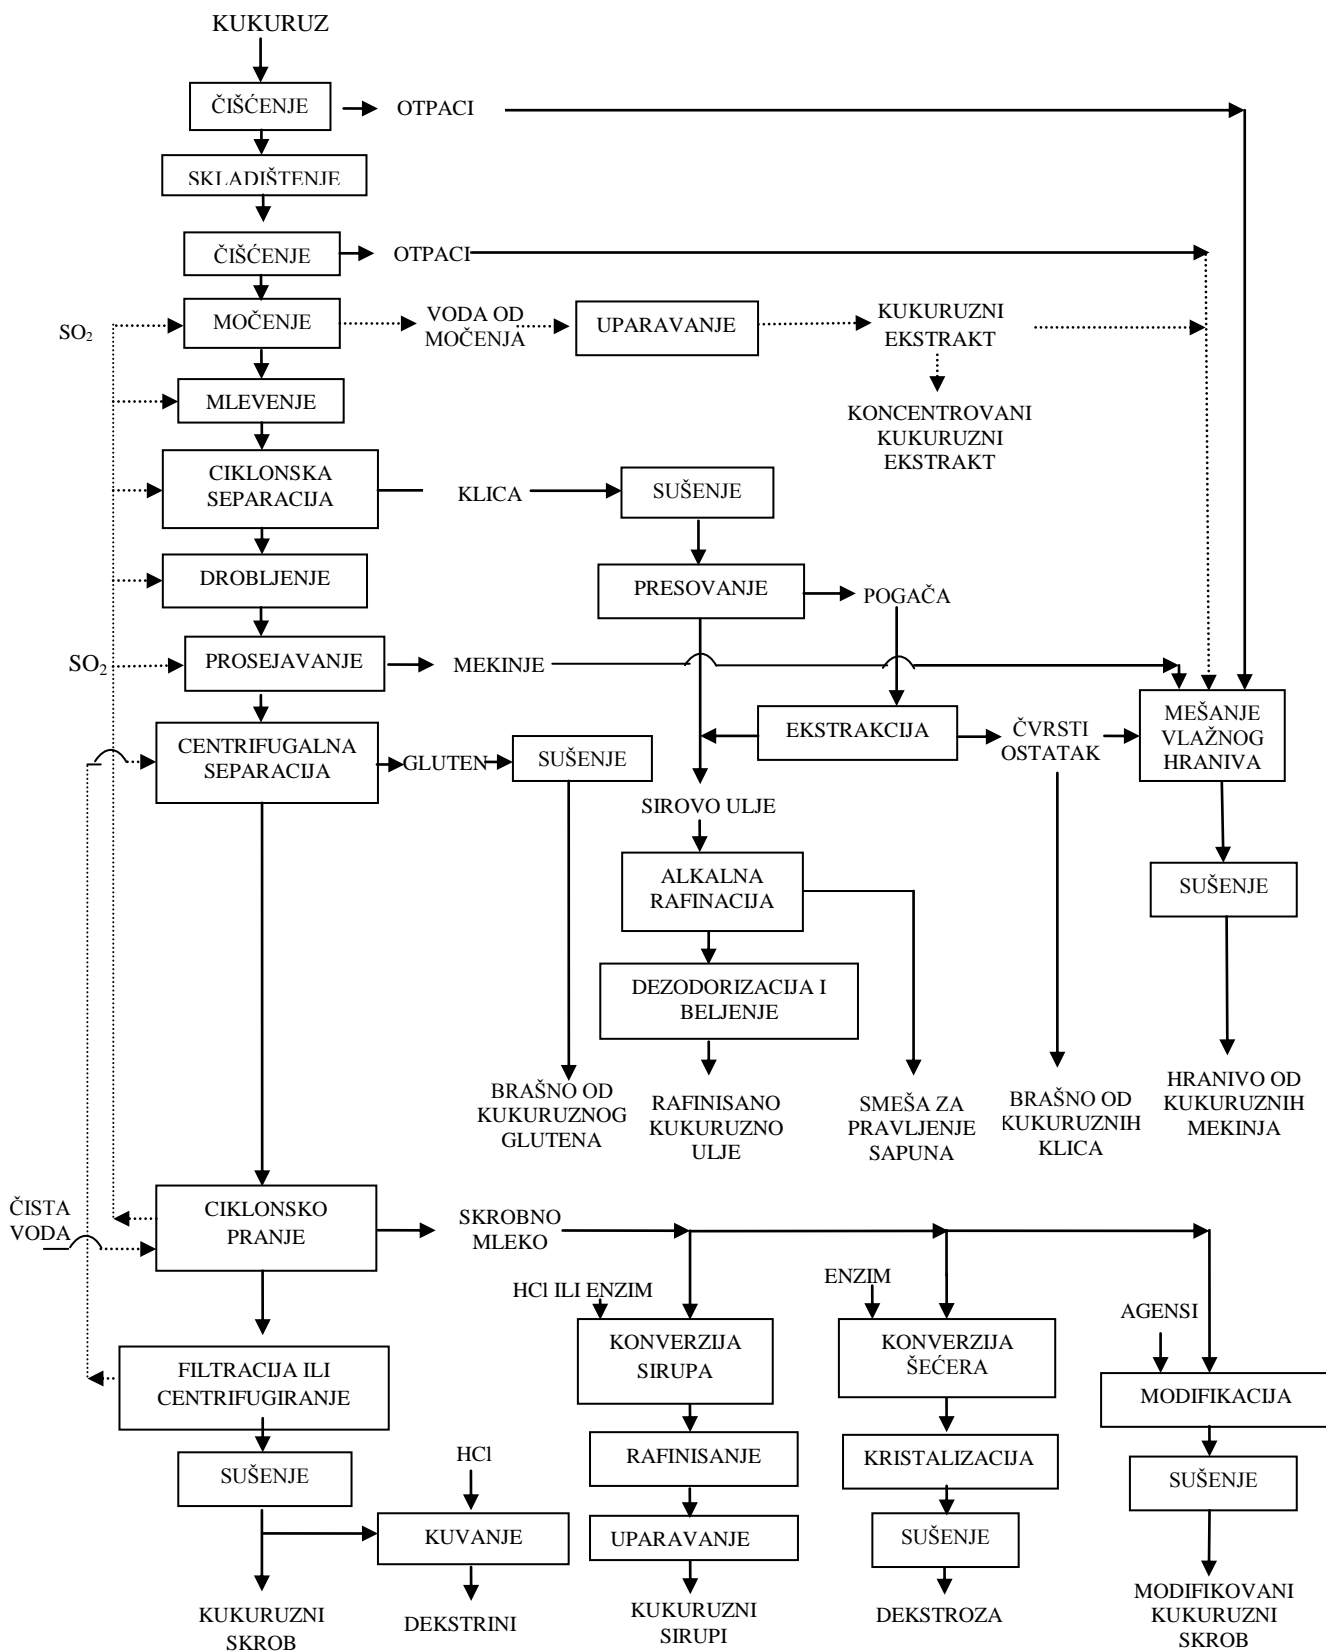 KUKURUZ
ČIŠĆENJE
OTPACI
SKLADIŠTENJE
ČIŠĆENJE
OTPACI
SO₂
MOČENJE
VODA OD
MOČENJA
UPARAVANJE
KUKURUZNI
EKSTRAKT
MLEVENJE
KONCENTROVANI
KUKURUZNI
EKSTRAKT
CIKLONSKA
SEPARACIJA
KLICA
SUŠENJE
DROBLJENJE
PRESOVANJE
POGAČA
SO₂
PROSEJAVANJE
MEKINJE
CENTRIFUGALNA
SEPARACIJA
GLUTEN
SUŠENJE
EKSTRAKCIJA
ČVRSTI
OSTATAK
MEŠANJE
VLAŽNOG
HRANIVA
SIROVO ULJE
ALKALNA
RAFINACIJA
SUŠENJE
DEZODORIZACIJA I
BELJENJE
BRAŠNO OD
KUKURUZNOG
GLUTENA
RAFINISANO
KUKURUZNO
ULJE
SMEŠA ZA
PRAVLJENJE
SAPUNA
BRAŠNO OD
KUKURUZNIH
KLICA
HRANIVO OD
KUKURUZNIH
MEKINJA
ČISTA
VODA
CIKLONSKO
PRANJE
SKROBNO
MLEKO
HCl ILI ENZIM
ENZIM
AGENSI
FILTRACIJA ILI
CENTRIFUGIRANJE
KONVERZIJA
SIRUPA
KONVERZIJA
ŠEĆERA
MODIFIKACIJA
SUŠENJE
HCl
RAFINISANJE
KRISTALIZACIJA
SUŠENJE
KUVANJE
UPARAVANJE
SUŠENJE
KUKURUZNI
SKROB
DEKSTRINI
KUKURUZNI
SIRUPI
DEKSTROZA
MODIFIKOVANI
KUKURUZNI
SKROB